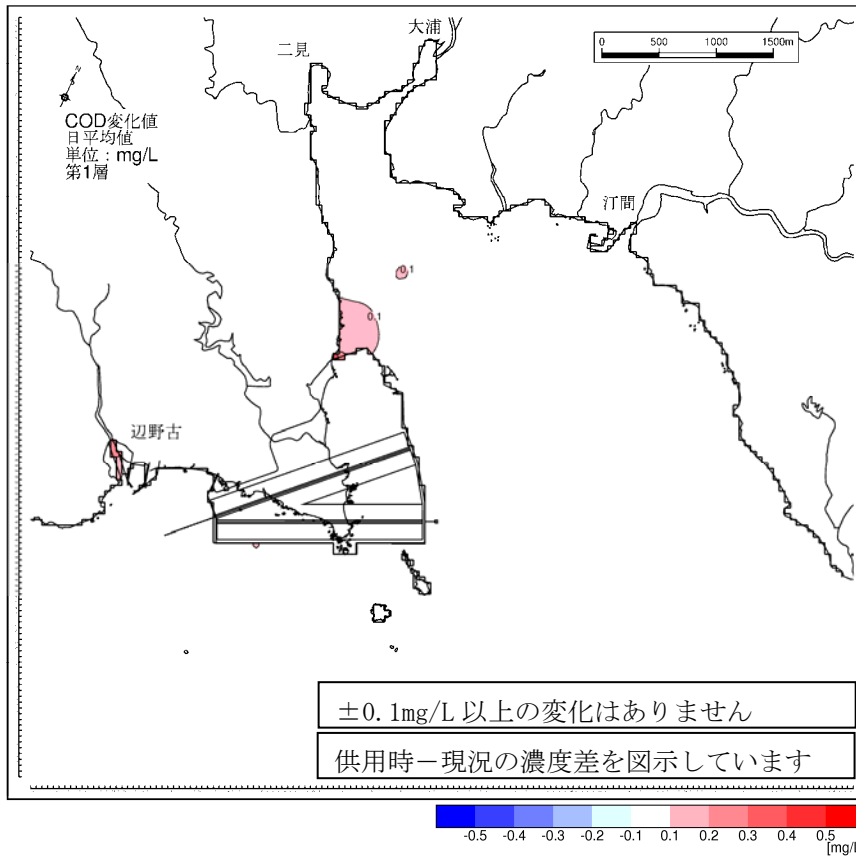 大浦
二見
0 500 1000 1500m
N
COD変化値
日平均値
単位：mg/L
第1層
汀間
0.1
0.1
辺野古
±0.1mg/L 以上の変化はありません
供用時－現況の濃度差を図示しています
-0.5 -0.4 -0.3 -0.2 -0.1 0.1 0.2 0.3 0.4 0.5
[mg/l